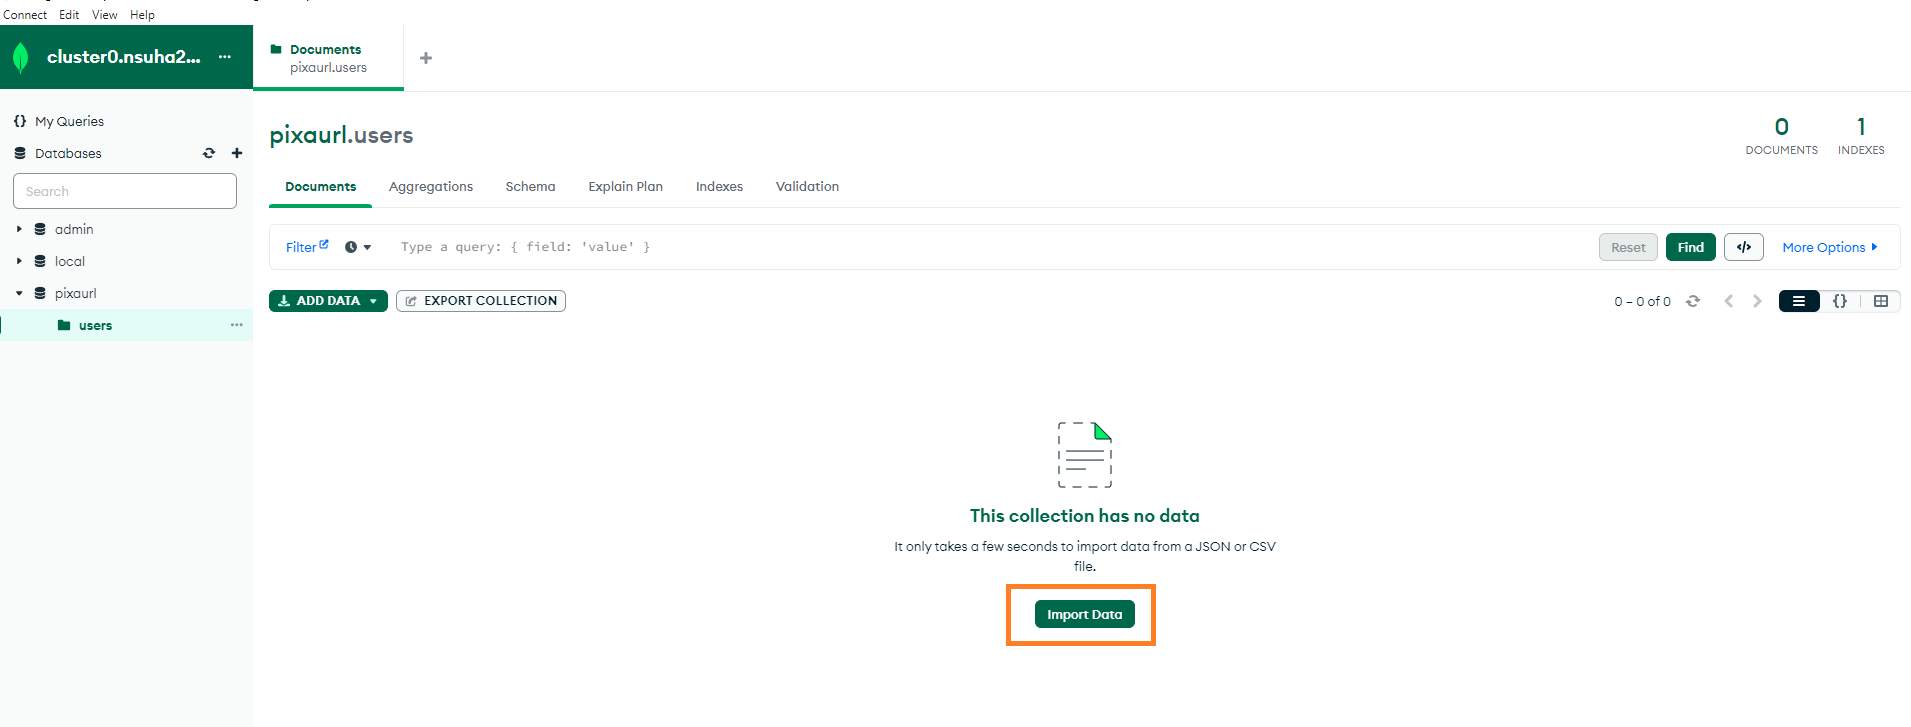 Connect Edit View Help
cluster0.nsuha2... ...
Documents
pixaurl.users
My Queries
Databases
Search
admin
local
pixaurl
users ...
pixaurl.users
0
DOCUMENTS
1
INDEXES
Documents Aggregations Schema Explain Plan Indexes Validation
Filter Type a query: { field: 'value' } Reset Find </> More Options
ADD DATA EXPORT COLLECTION 0 – 0 of 0 {}
This collection has no data
It only takes a few seconds to import data from a JSON or CSV
file.
Import Data